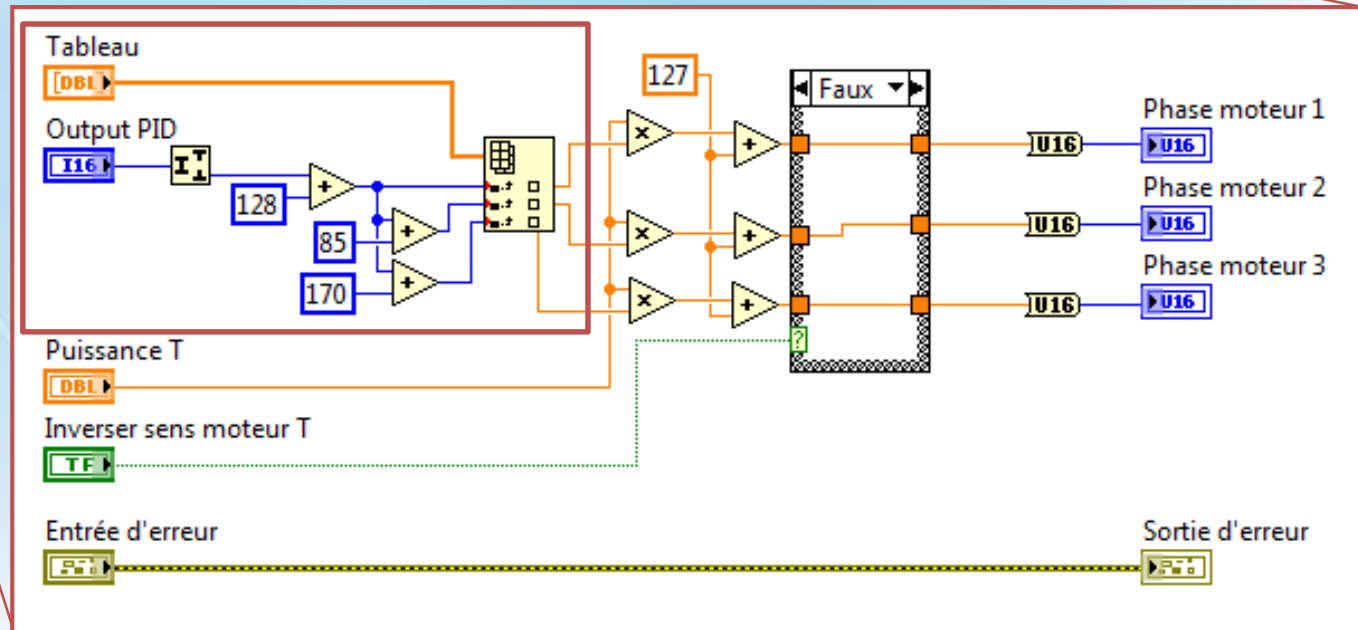 Tableau
[DBL]
Output PID
I16
128
85
170
127
Faux
U16
U16
U16
Phase moteur 1
U16
Phase moteur 2
U16
Phase moteur 3
U16
Puissance T
DBL
Inverser sens moteur T
TF
?
Entrée d'erreur
Sortie d'erreur